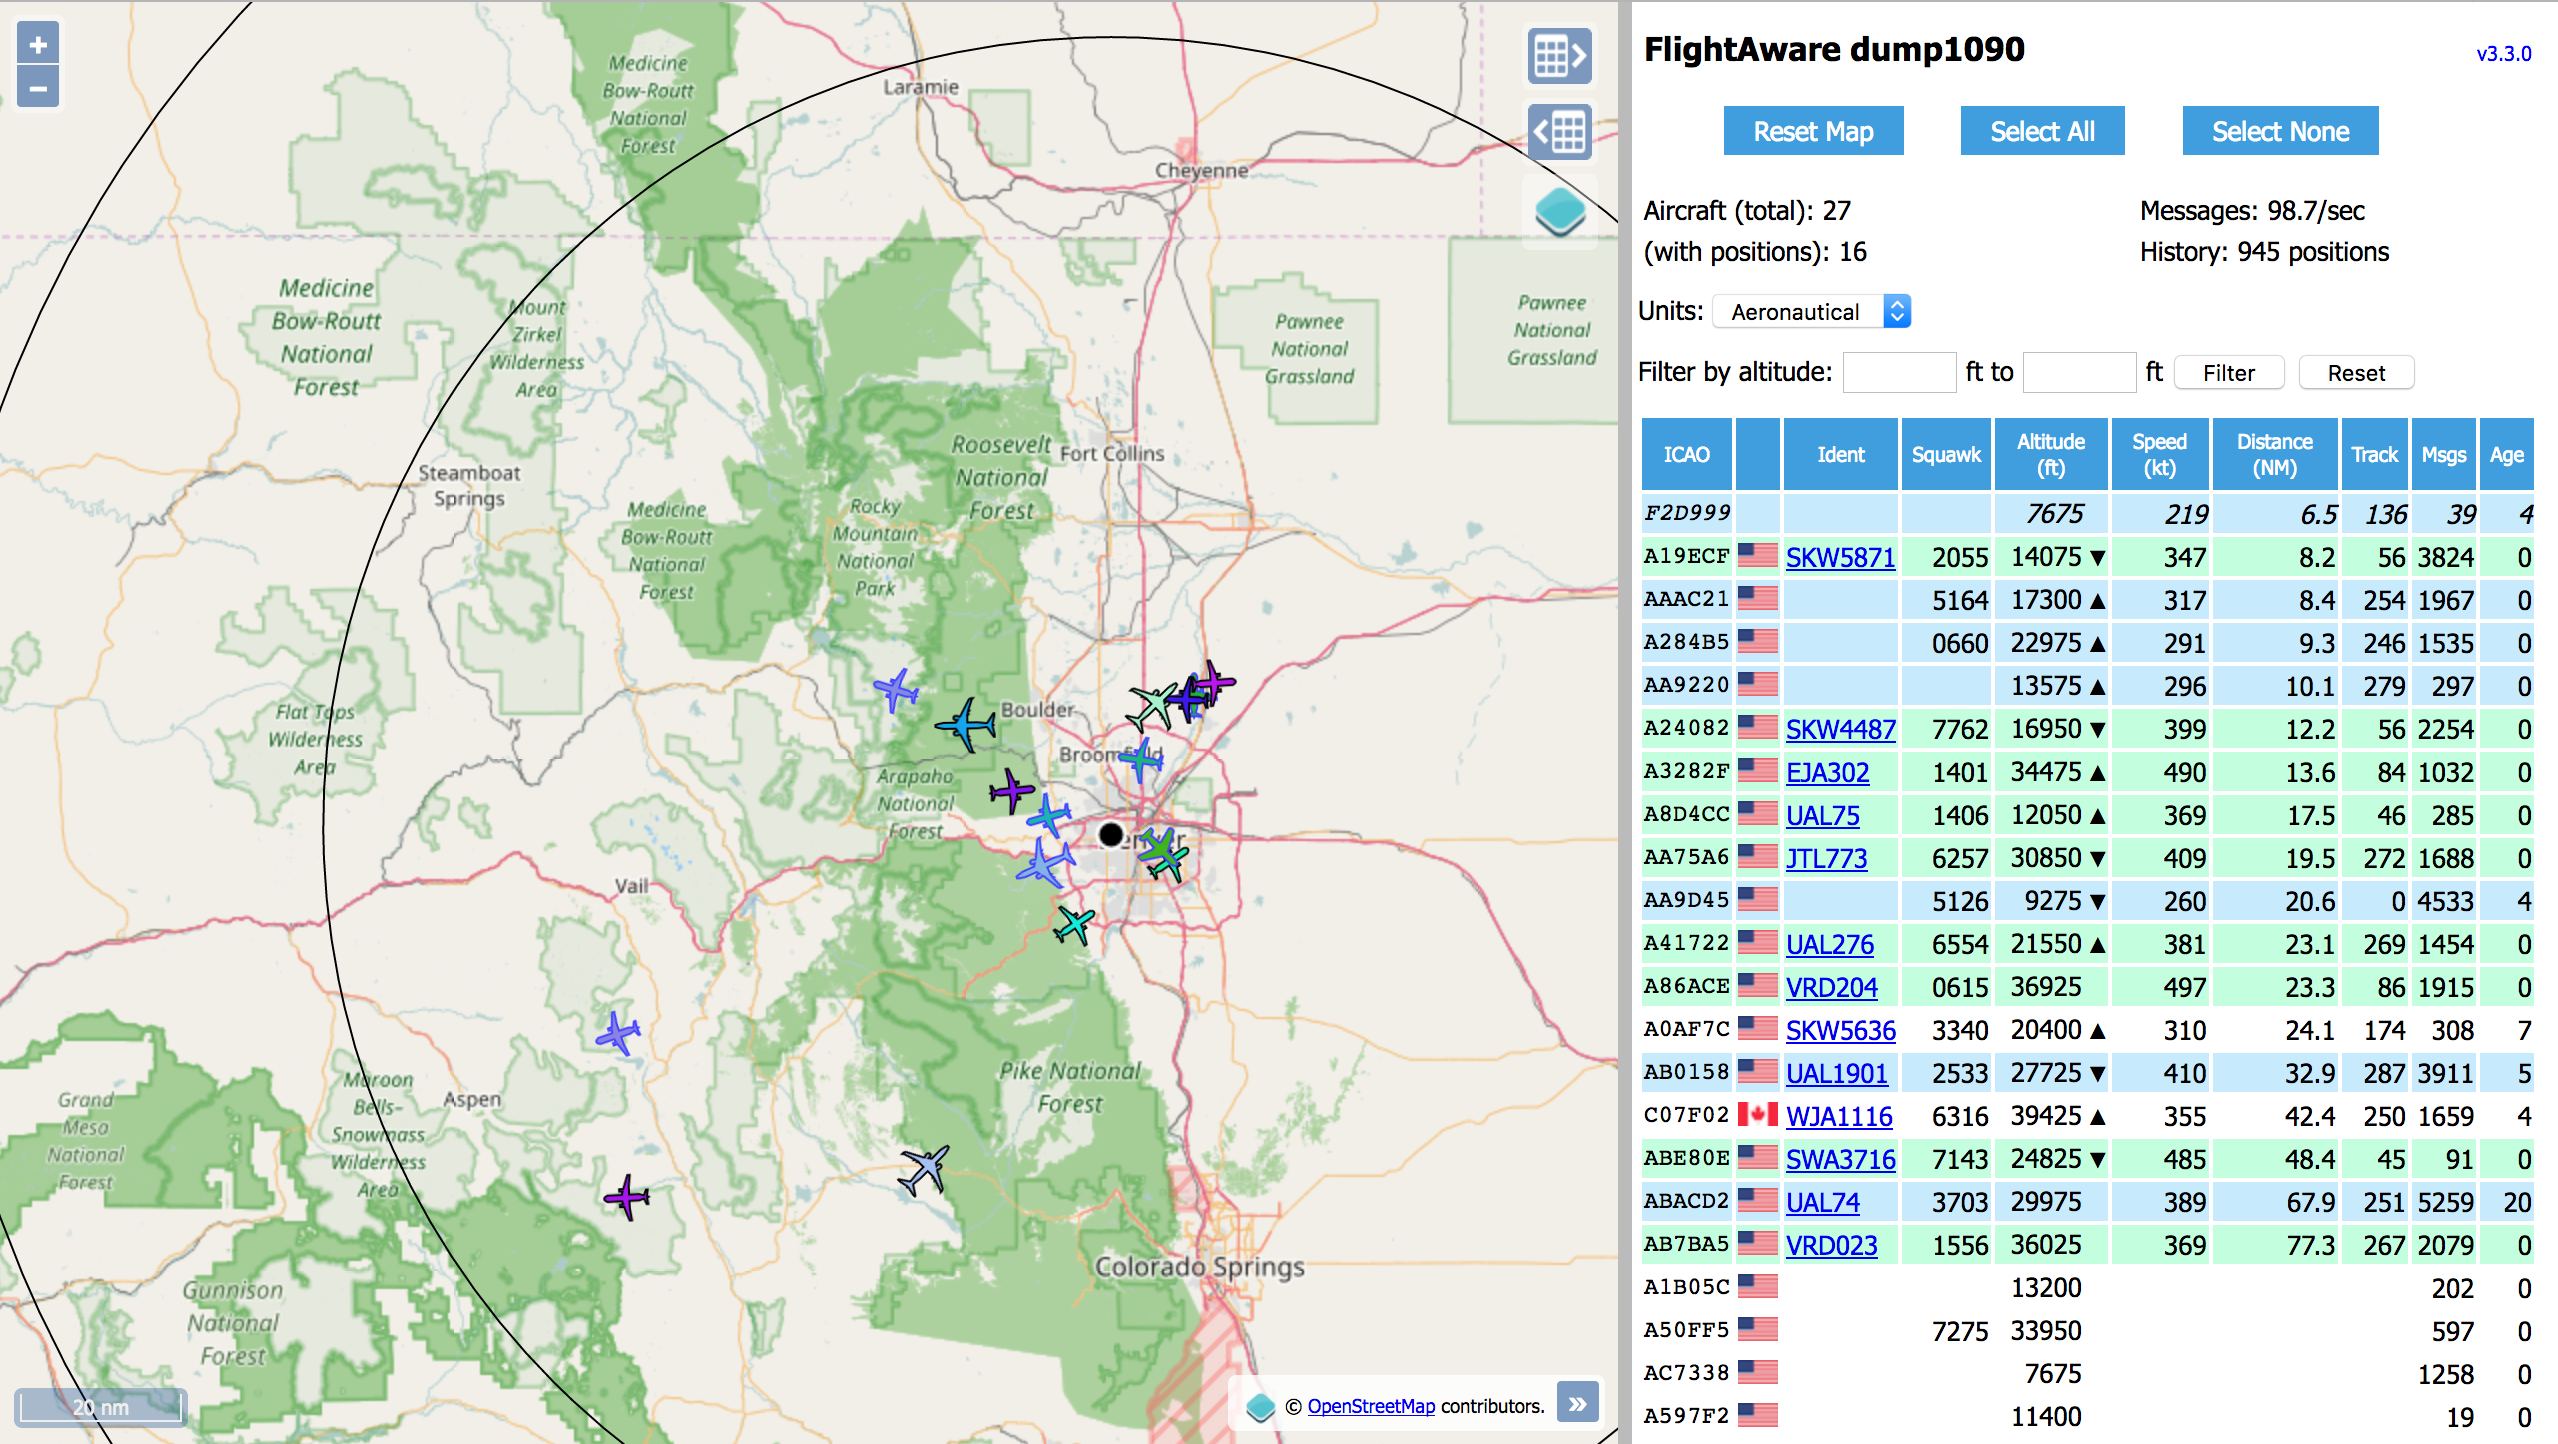 +
−
Medicine
Bow-Routt
National
Forest
Laramie
Cheyenne
Medicine
Bow-Routt
National
Forest
Mount
Zirkel
Wilderness
Area
Pawnee
National
Grassland
Pawnee
National
Grassland
Steamboat
Springs
Roosevelt
National
Forest
Fort Collins
Medicine
Bow-Routt
National
Forest
Rocky
Mountain
National
Park
Flat Tops
Wilderness
Area
Boulder
Broomfield
Arapaho
National
Forest
Vail
Maroon
Bells-
Snowmass
Wilderness
Area
Aspen
Grand
Mesa
National
Forest
Pike National
Forest
Colorado Springs
Gunnison
National
Forest
20 nm
© OpenStreetMap contributors.
»
FlightAware dump1090
v3.3.0
Reset Map Select All Select None
Aircraft (total): 27 Messages: 98.7/sec
(with positions): 16 History: 945 positions
Units: Aeronautical
Filter by altitude: ft to ft Filter Reset
ICAO Ident Squawk Altitude (ft) Speed (kt) Distance (NM) Track Msgs Age
F2D999 7675 219 6.5 136 39 4
A19ECF SKW5871 2055 14075 ▼ 347 8.2 56 3824 0
AAAC21 5164 17300 ▲ 317 8.4 254 1967 0
A284B5 0660 22975 ▲ 291 9.3 246 1535 0
AA9220 13575 ▲ 296 10.1 279 297 0
A24082 SKW4487 7762 16950 ▼ 399 12.2 56 2254 0
A3282F EJA302 1401 34475 ▲ 490 13.6 84 1032 0
A8D4CC UAL75 1406 12050 ▲ 369 17.5 46 285 0
AA75A6 JTL773 6257 30850 ▼ 409 19.5 272 1688 0
AA9D45 5126 9275 ▼ 260 20.6 0 4533 4
A41722 UAL276 6554 21550 ▲ 381 23.1 269 1454 0
A86ACE VRD204 0615 36925 497 23.3 86 1915 0
A0AF7C SKW5636 3340 20400 ▲ 310 24.1 174 308 7
AB0158 UAL1901 2533 27725 ▼ 410 32.9 287 3911 5
C07F02 WJA1116 6316 39425 ▲ 355 42.4 250 1659 4
ABE80E SWA3716 7143 24825 ▼ 485 48.4 45 91 0
ABACD2 UAL74 3703 29975 389 67.9 251 5259 20
AB7BA5 VRD023 1556 36025 369 77.3 267 2079 0
A1B05C 13200 202 0
A50FF5 7275 33950 597 0
AC7338 7675 1258 0
A597F2 11400 19 0